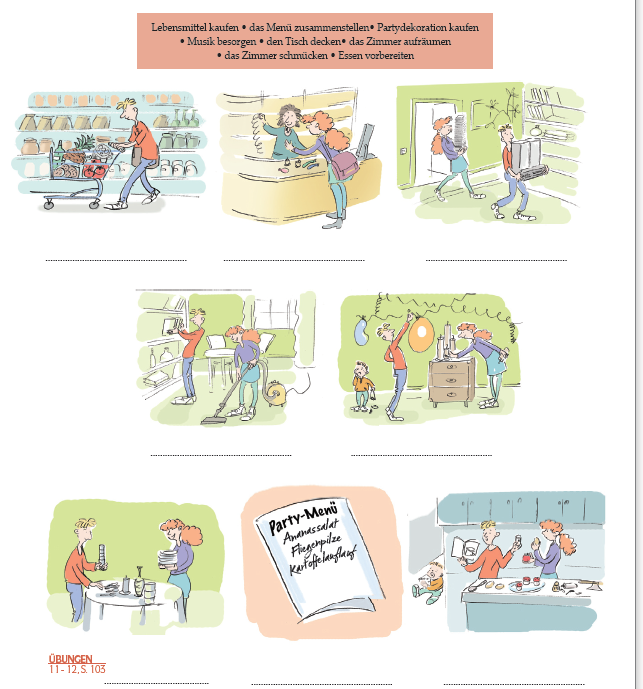 Lebensmittel kaufen • das Menü zusammenstellen• Partydekoration kaufen
• Musik besorgen • den Tisch decken• das Zimmer aufräumen
• das Zimmer schmücken • Essen vorbereiten
Party-Menü
Ananassalat
Fliegenpilze
Kartoffelauflauf
ÜBUNGEN
11 - 12, S. 103